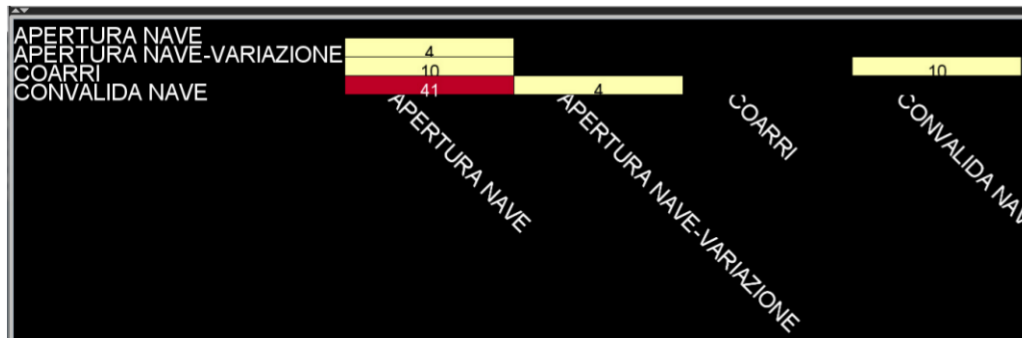 APERTURA NAVE
APERTURA NAVE-VARIAZIONE 4
COARRI 10 10
CONVALIDA NAVE 41 4
APERTURA NAVE
APERTURA NAVE-VARIAZIONE
COARRI
CONVALIDA NAV